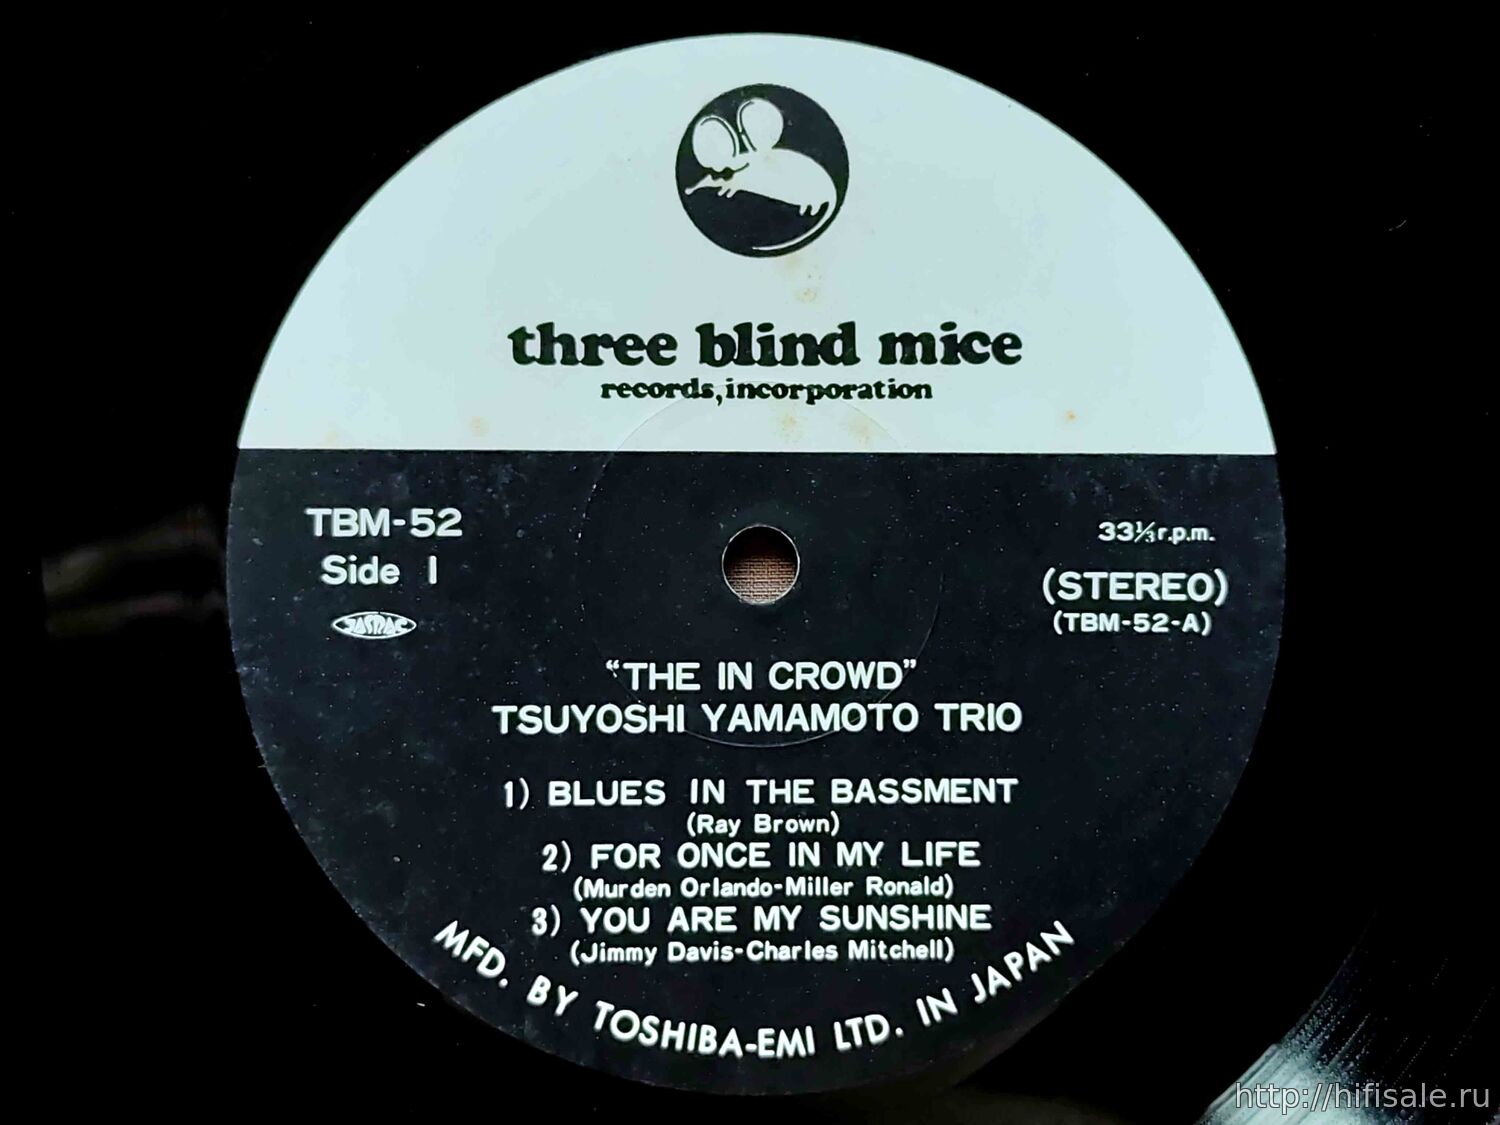 three blind mice
records, incorporation
TBM-52
Side 1
JASRAC
33⅓ r.p.m.
(STEREO)
(TBM-52-A)
“THE IN CROWD”
TSUYOSHI YAMAMOTO TRIO
1) BLUES IN THE BASSMENT
(Ray Brown)
2) FOR ONCE IN MY LIFE
(Murden Orlando-Miller Ronald)
3) YOU ARE MY SUNSHINE
(Jimmy Davis-Charles Mitchell)
MFD. BY TOSHIBA-EMI LTD. IN JAPAN
http://hifisale.ru